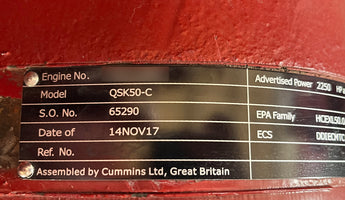 Engine No. Advertised Power 2250 HP
Model QSK50-C
S.O. No. 65290 EPA Family
Date of 14NOV17 ECS
Ref. No.
Assembled by Cummins Ltd, Great Britain